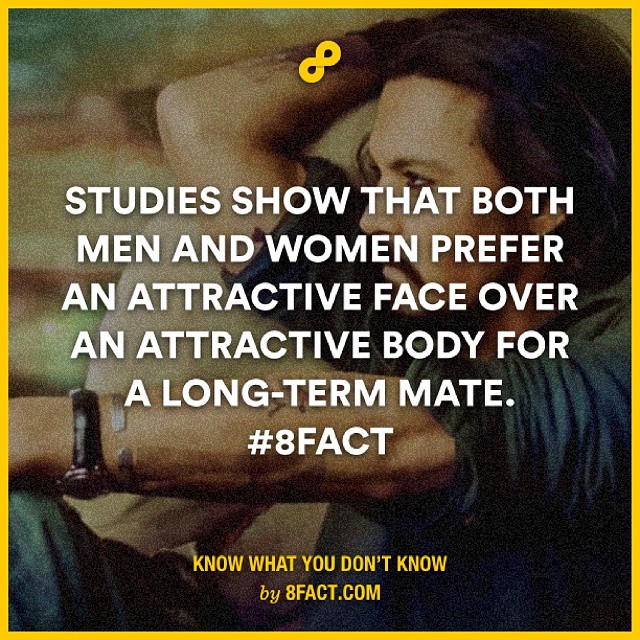 STUDIES SHOW THAT BOTH
MEN AND WOMEN PREFER
AN ATTRACTIVE FACE OVER
AN ATTRACTIVE BODY FOR
A LONG-TERM MATE.
#8FACT
KNOW WHAT YOU DON'T KNOW
by 8FACT.COM